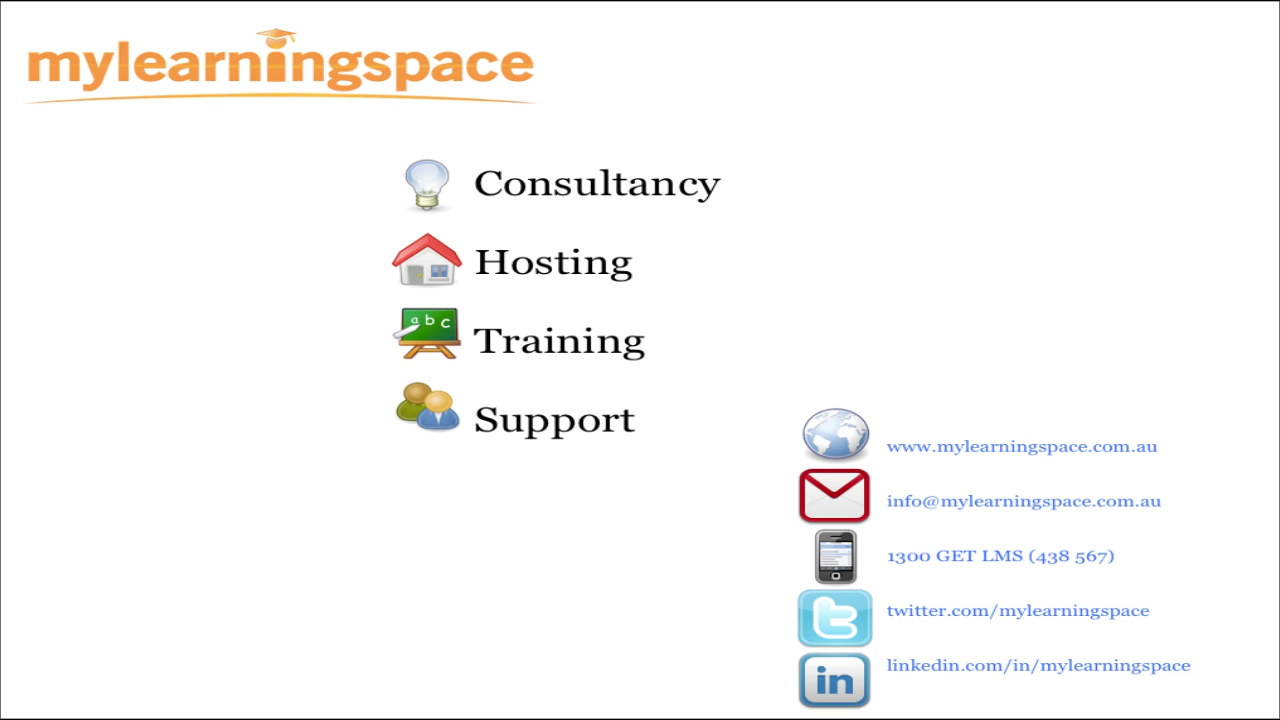 mylearningspace
Consultancy
Hosting
a b c
Training
Support
www.mylearningspace.com.au
info@mylearningspace.com.au
1300 GET LMS (438 567)
t
twitter.com/mylearningspace
in
linkedin.com/in/mylearningspace